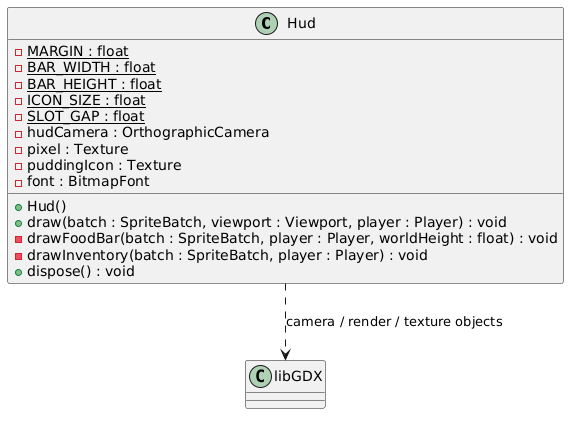 C Hud
MARGIN : float
BAR_WIDTH : float
BAR_HEIGHT : float
ICON_SIZE : float
SLOT_GAP : float
hudCamera : OrthographicCamera
pixel : Texture
puddingIcon : Texture
font : BitmapFont
Hud()
draw(batch : SpriteBatch, viewport : Viewport, player : Player) : void
drawFoodBar(batch : SpriteBatch, player : Player, worldHeight : float) : void
drawInventory(batch : SpriteBatch, player : Player) : void
dispose() : void
camera / render / texture objects
C libGDX